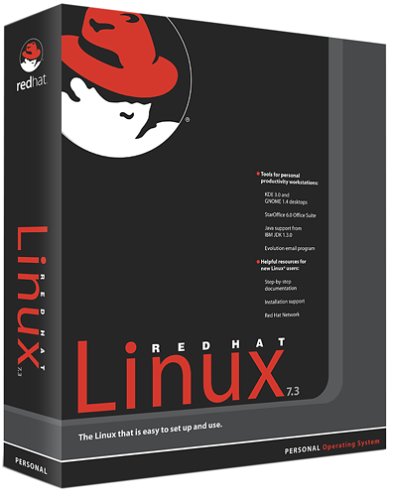 redhat
RED HAT
Linux
7.3
PERSONAL
®
Tools for personal
productivity workstations:
KDE 3.0 and
GNOME 1.4 desktops
StarOffice 6.0 Office Suite
Java support from
IBM JDK 1.3.0
Evolution email program
Helpful resources for
new Linux® users:
Step-by-step
documentation
Installation support
Red Hat Network
RED HAT
Linux 7.3
The Linux that is easy to set up and use.
PERSONAL Operating System